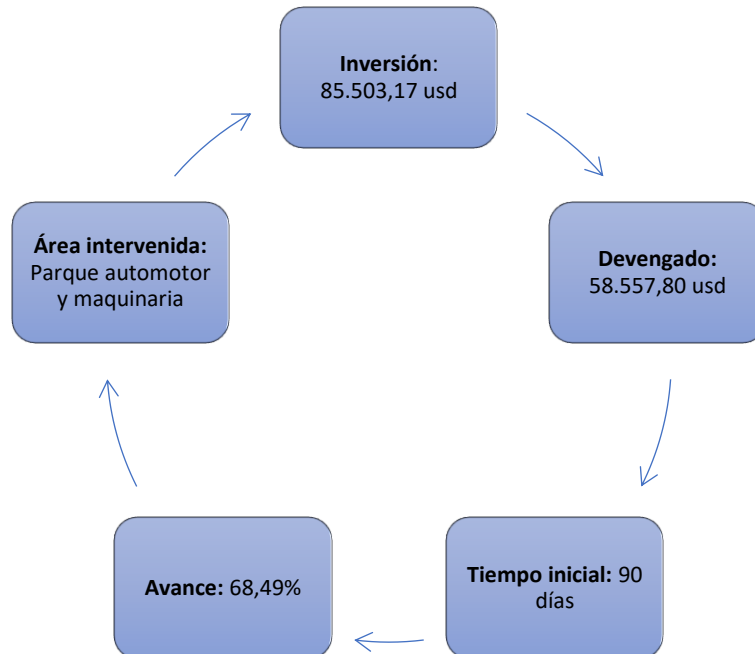 Inversión:
85.503,17 usd
Devengado:
58.557,80 usd
Tiempo inicial: 90
días
Avance: 68,49%
Área intervenida:
Parque automotor
y maquinaria